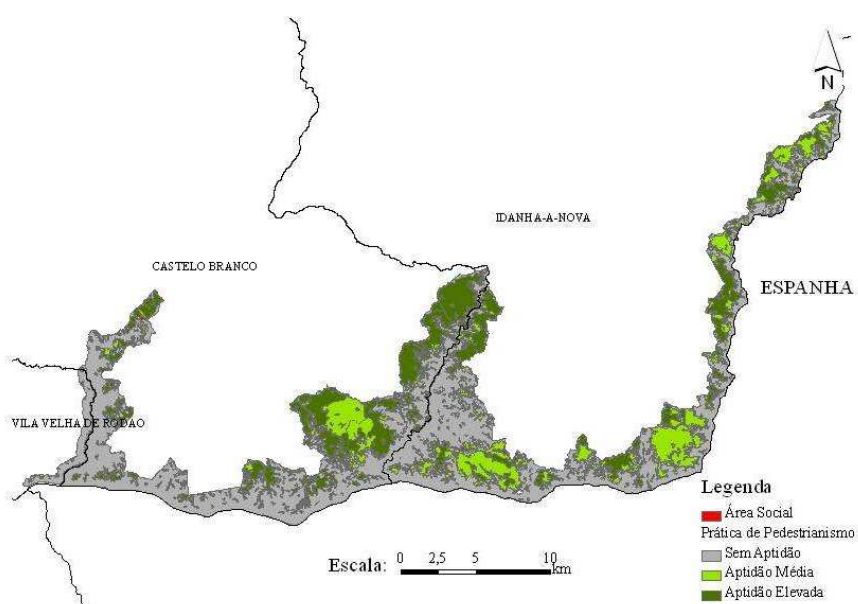 N
IDANHA-A-NOVA
CASTELO BRANCO
ESPANHA
VILA VELHA DE RODAO
Legenda
Área Social
Prática de Pedestrianismo
Sem Aptidão
Aptidão Média
Aptidão Elevada
Escala: 0 2,5 5 10
km